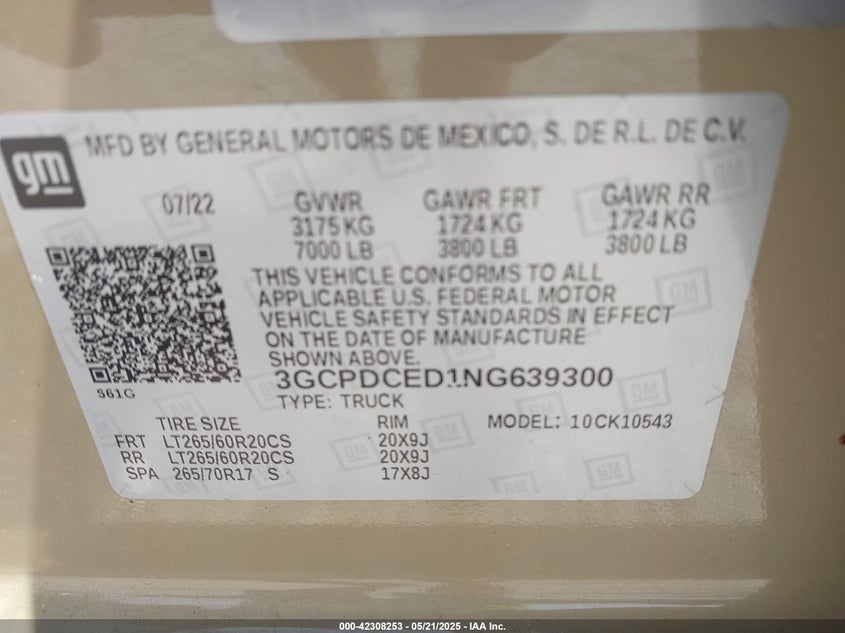 gm
MFD BY GENERAL MOTORS DE MEXICO, S. DE R.L. DE C.V.
07/22 GVWR GAWR FRT GAWR RR
3175 KG 1724 KG 1724 KG
7000 LB 3800 LB 3800 LB
THIS VEHICLE CONFORMS TO ALL
APPLICABLE U.S. FEDERAL MOTOR
VEHICLE SAFETY STANDARDS IN EFFECT
ON THE DATE OF MANUFACTURE
SHOWN ABOVE.
3GCPDCED1NG639300
S61G
TYPE: TRUCK
TIRE SIZE RIM MODEL: 10CK10543
FRT LT265/60R20CS 20X9J
RR LT265/60R20CS 20X9J
SPA 265/70R17 S 17X8J
000-42308253 - 05/21/2025 - IAA Inc.